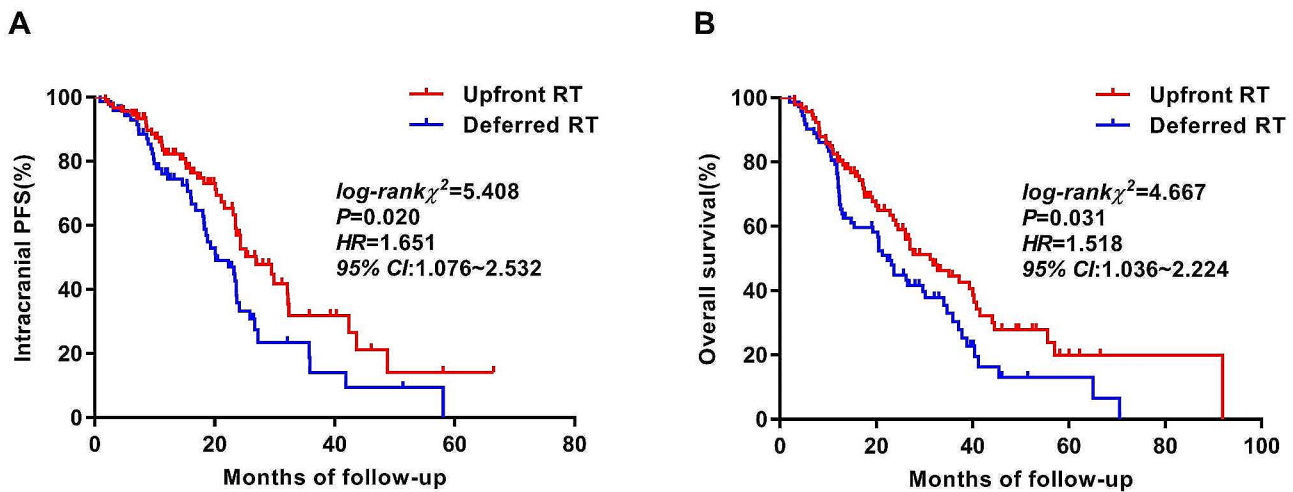 A
Intracranial PFS(%)
100
80
60
40
20
0
Upfront RT
Deferred RT
log-rankχ²=5.408
P=0.020
HR=1.651
95% CI:1.076~2.532
0 20 40 60 80
Months of follow-up
B
Overall survival(%)
100
80
60
40
20
0
Upfront RT
Deferred RT
log-rankχ²=4.667
P=0.031
HR=1.518
95% CI:1.036~2.224
0 20 40 60 80 100
Months of follow-up